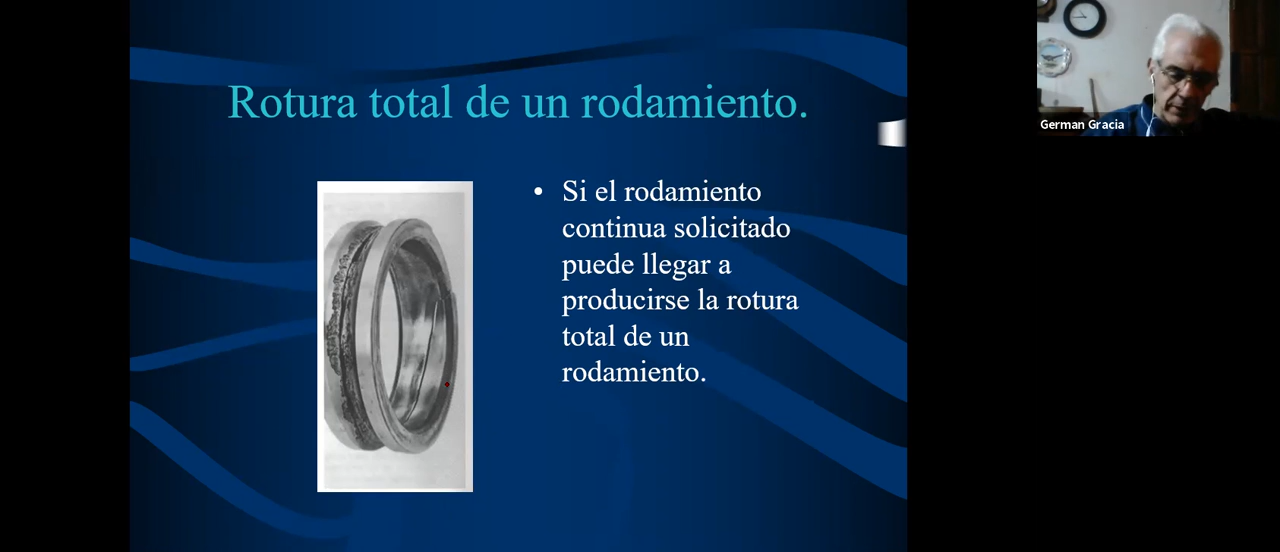 Rotura total de un rodamiento.
• Si el rodamiento
continua solicitado
puede llegar a
producirse la rotura
total de un
rodamiento.
German Gracia